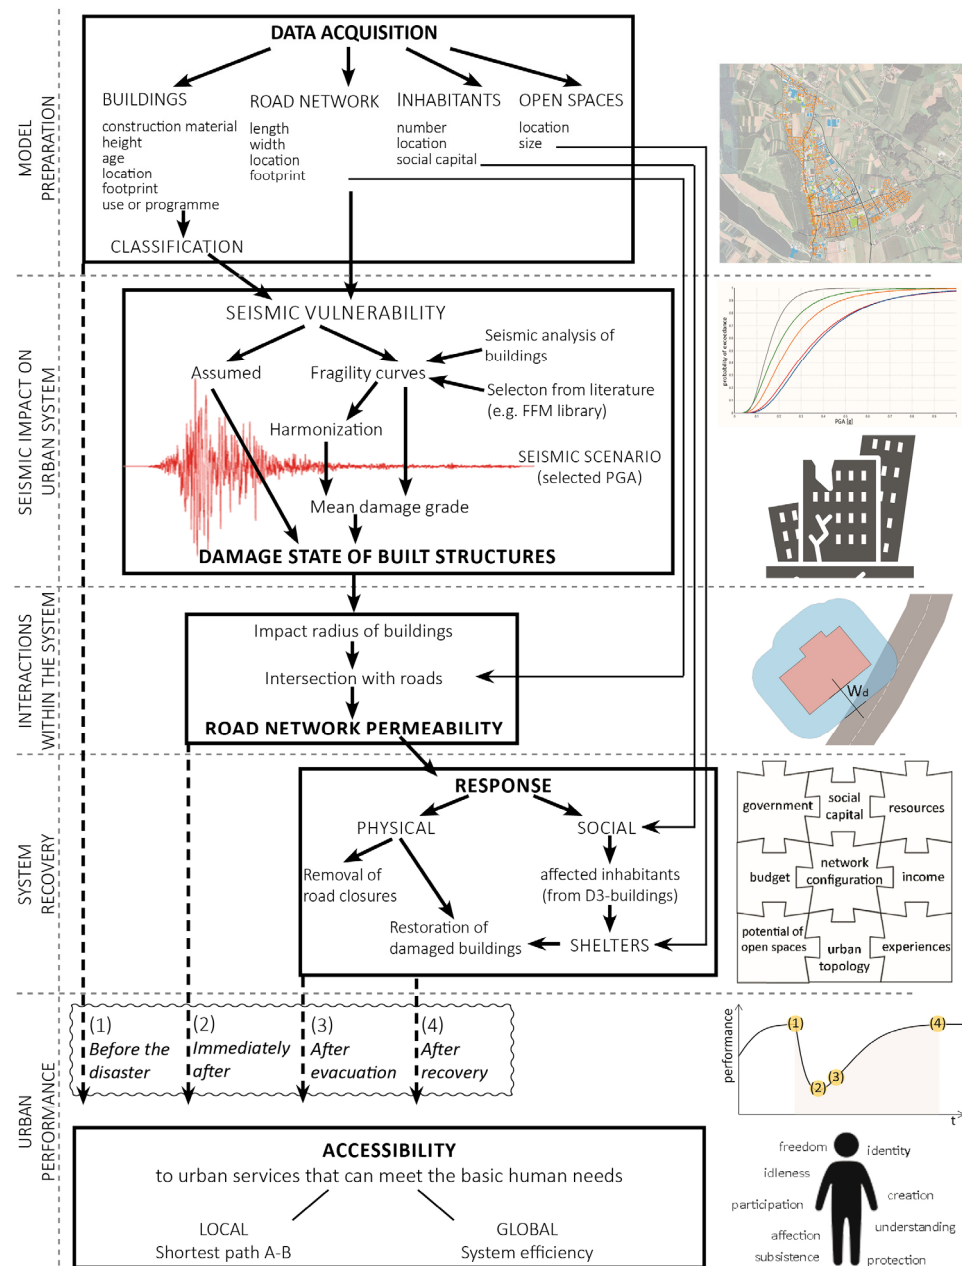 MODEL
PREPARATION
DATA ACQUISITION
BUILDINGS
construction material
height
age
location
footprint
use or programme
CLASSIFICATION
ROAD NETWORK
length
width
location
footprint
INHABITANTS
number
location
social capital
OPEN SPACES
location
size
SEISMIC IMPACT ON
URBAN SYSTEM
SEISMIC VULNERABILITY
Assumed
Fragility curves
Seismic analysis of
buildings
Selecton from literature
(e.g. FFM library)
Harmonization
SEISMIC SCENARIO
(selected PGA)
Mean damage grade
DAMAGE STATE OF BUILT STRUCTURES
probability of exceedance
PGA [g]
INTERACTIONS
WITHIN THE SYSTEM
Impact radius of buildings
Intersection with roads
ROAD NETWORK PERMEABILITY
Wd
SYSTEM
RECOVERY
RESPONSE
PHYSICAL
SOCIAL
Removal of
road closures
affected inhabitants
(from D3-buildings)
Restoration of
damaged buildings
SHELTERS
government
social
capital
resources
budget
network
configuration
income
potential of
open spaces
urban
topology
experiences
URBAN
PERFORMANCE
(1)
Before the
disaster
(2)
Immediately
after
(3)
After
evacuation
(4)
After
recovery
performance
(1)
(2)
(3)
(4)
t
ACCESSIBILITY
to urban services that can meet the basic human needs
LOCAL
Shortest path A-B
GLOBAL
System efficiency
freedom
identity
idleness
creation
participation
understanding
affection
subsistence
protection